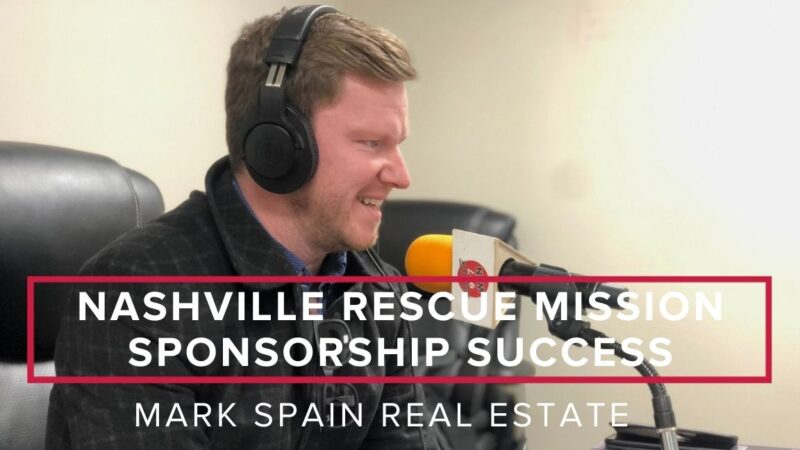 NASHVILLE RESCUE MISSION
SPONSORSHIP SUCCESS
MARK SPAIN REAL ESTATE